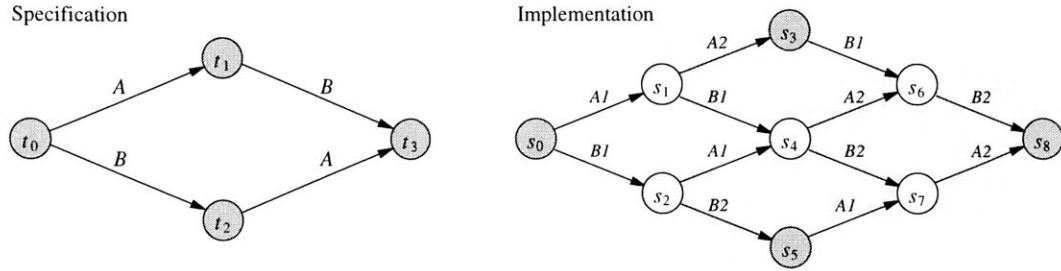 Specification
Implementation
t₁
A
B
t₀
t₃
B
A
t₂
s₃
A2
B1
s₁
s₆
A1
B1
A2
B2
s₀
s₄
s₈
B1
A1
B2
A2
s₂
s₇
B2
A1
s₅